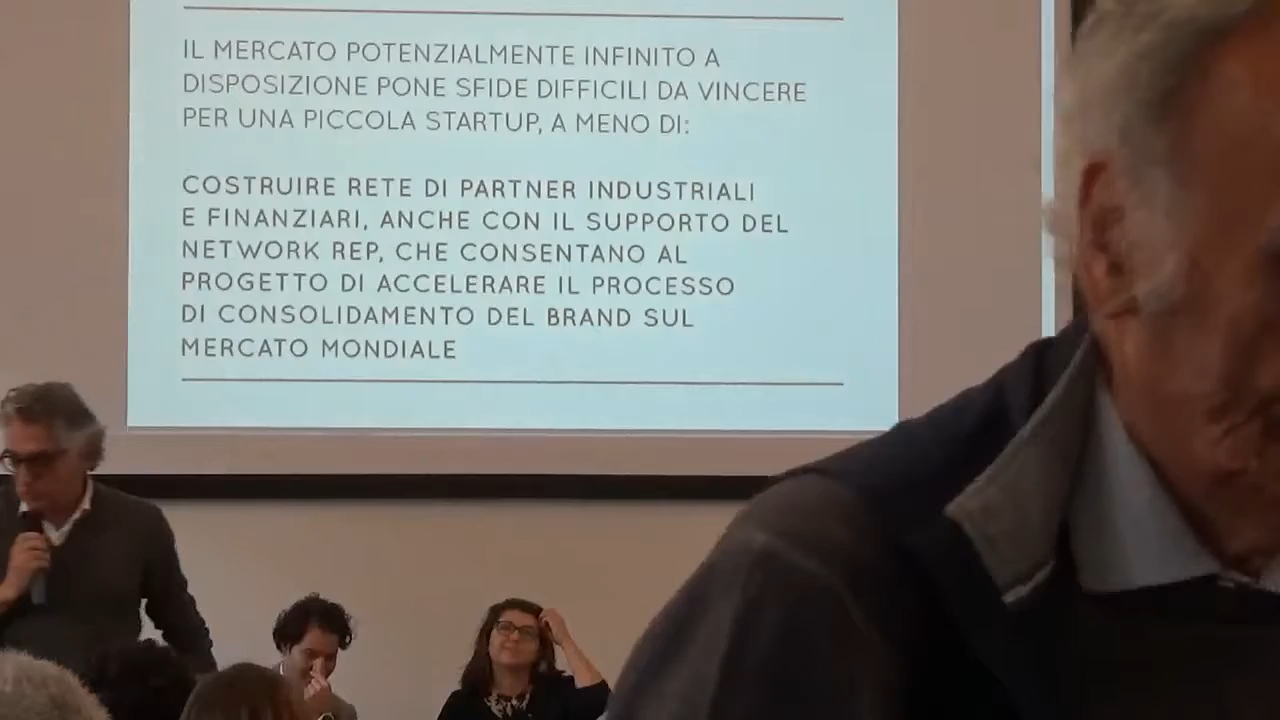 IL MERCATO POTENZIALMENTE INFINITO A
DISPOSIZIONE PONE SFIDE DIFFICILI DA VINCERE
PER UNA PICCOLA STARTUP, A MENO DI:
COSTRUIRE RETE DI PARTNER INDUSTRIALI
E FINANZIARI, ANCHE CON IL SUPPORTO DEL
NETWORK REP, CHE CONSENTANO AL
PROGETTO DI ACCELERARE IL PROCESSO
DI CONSOLIDAMENTO DEL BRAND SUL
MERCATO MONDIALE